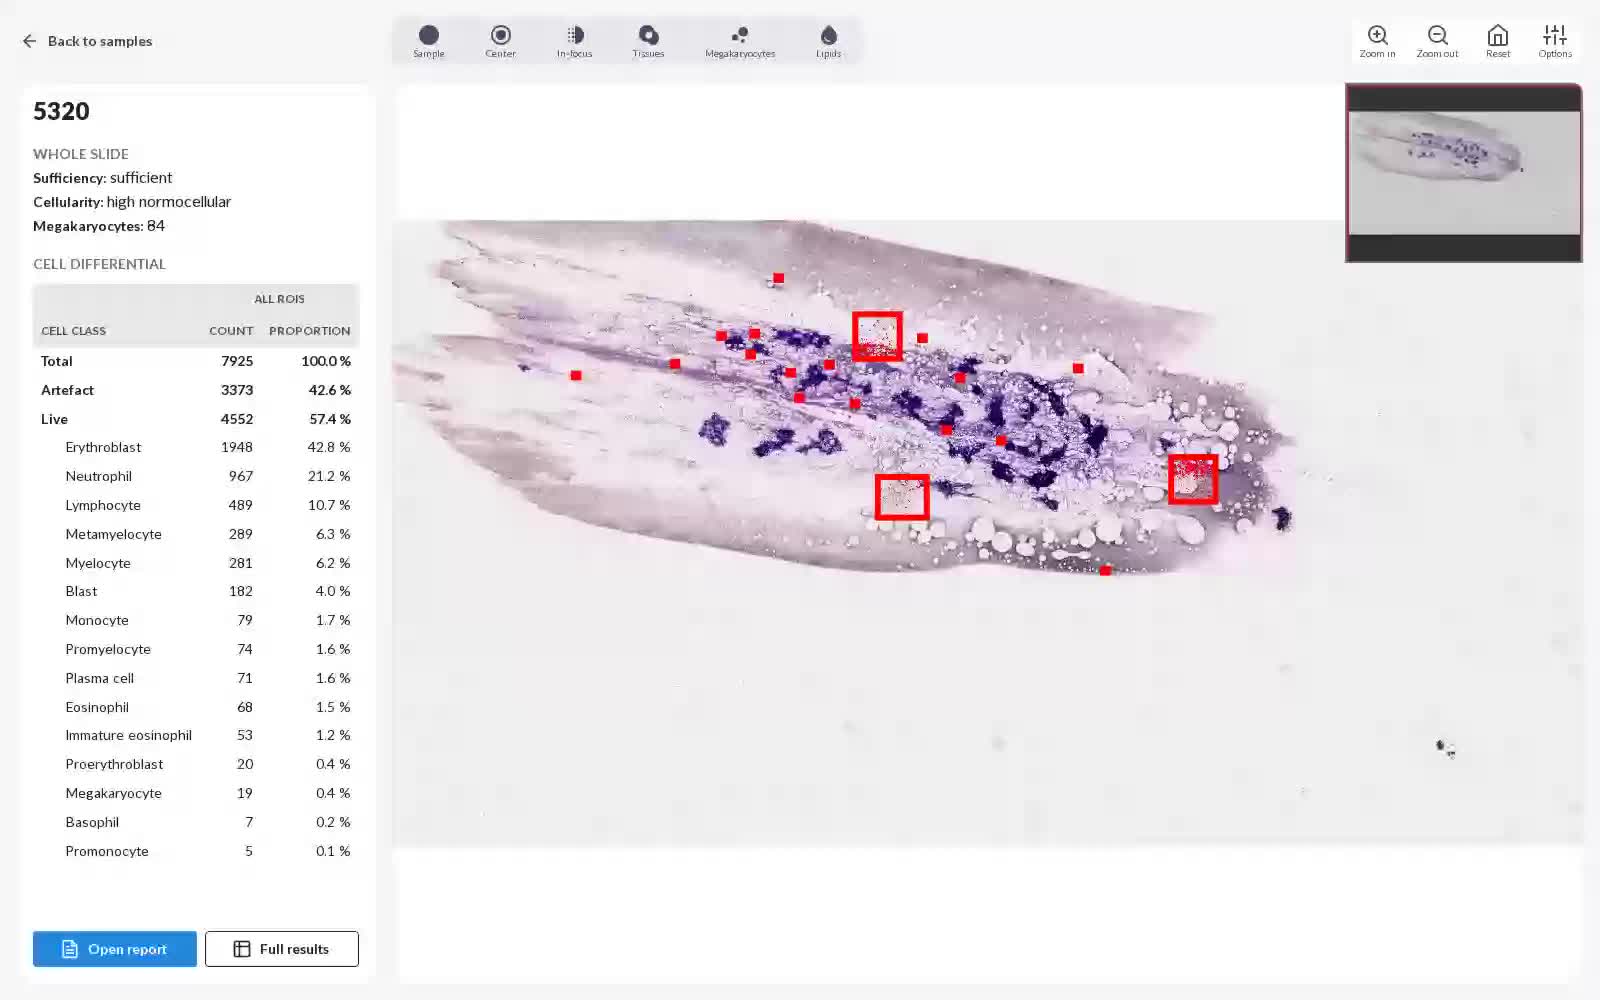 Back to samples
Sample Center In-focus Tissues Megakaryocytes Lipids
Zoom in Zoom out Reset Options
5320
WHOLE SLIDE
Sufficiency: sufficient
Cellularity: high normocellular
Megakaryocytes: 84
CELL DIFFERENTIAL
ALL ROIS
CELL CLASS COUNT PROPORTION
Total 7925 100.0 %
Artefact 3373 42.6 %
Live 4552 57.4 %
Erythroblast 1948 42.8 %
Neutrophil 967 21.2 %
Lymphocyte 489 10.7 %
Metamyelocyte 289 6.3 %
Myelocyte 281 6.2 %
Blast 182 4.0 %
Monocyte 79 1.7 %
Promyelocyte 74 1.6 %
Plasma cell 71 1.6 %
Eosinophil 68 1.5 %
Immature eosinophil 53 1.2 %
Proerythroblast 20 0.4 %
Megakaryocyte 19 0.4 %
Basophil 7 0.2 %
Promonocyte 5 0.1 %
Open report Full results